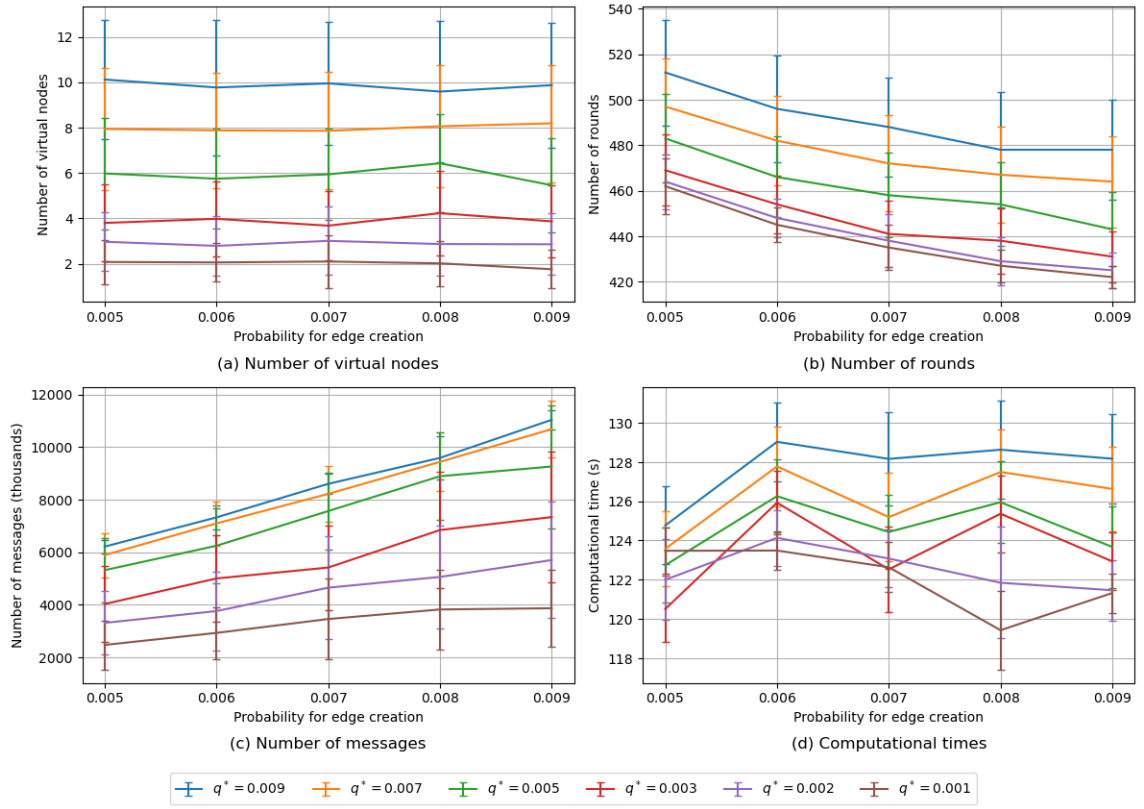 12
10
8
6
4
2
Number of virtual nodes
0.005 0.006 0.007 0.008 0.009
Probability for edge creation
(a) Number of virtual nodes
540
520
500
480
460
440
420
Number of rounds
0.005 0.006 0.007 0.008 0.009
Probability for edge creation
(b) Number of rounds
12000
10000
8000
6000
4000
2000
Number of messages (thousands)
0.005 0.006 0.007 0.008 0.009
Probability for edge creation
(c) Number of messages
130
128
126
124
122
120
118
Computational time (s)
0.005 0.006 0.007 0.008 0.009
Probability for edge creation
(d) Computational times
q* = 0.009 q* = 0.007 q* = 0.005 q* = 0.003 q* = 0.002 q* = 0.001